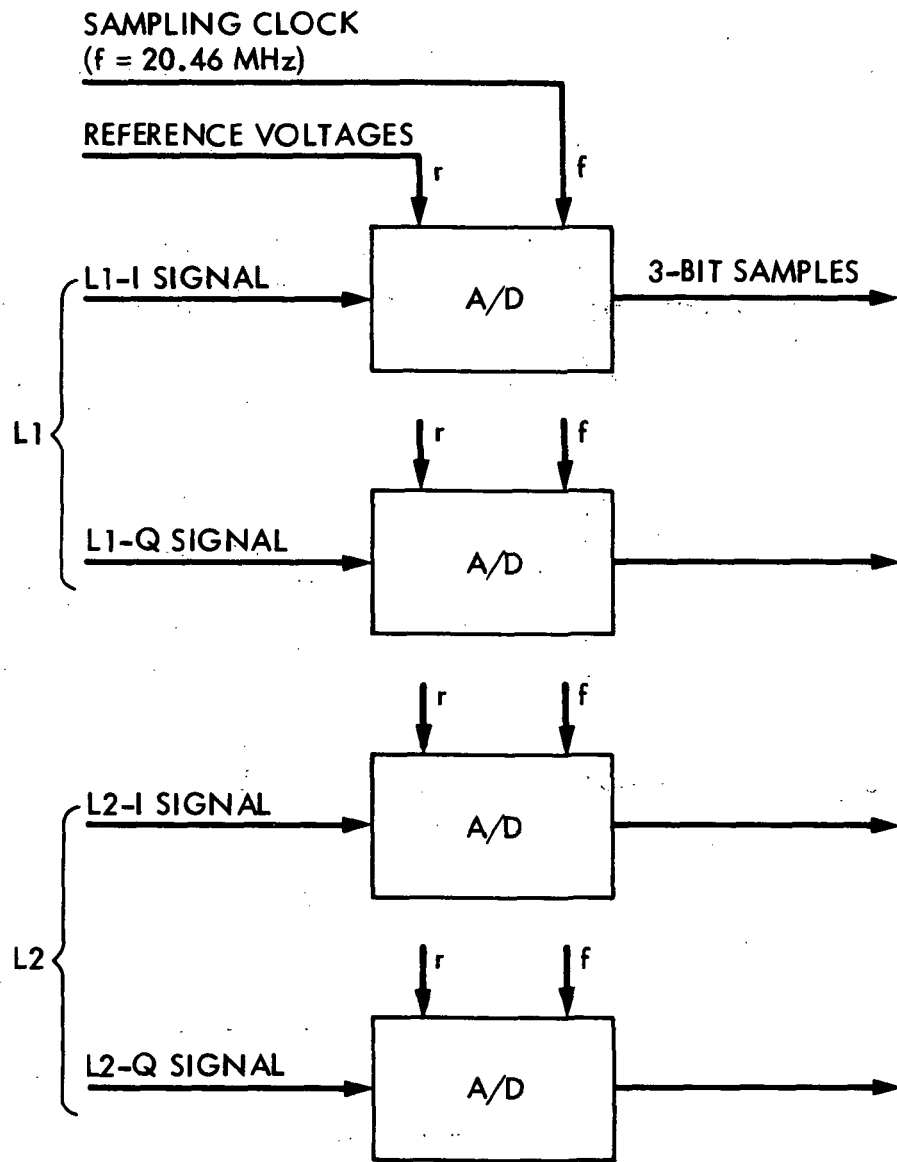 SAMPLING CLOCK
(f = 20.46 MHz)
REFERENCE VOLTAGES
r
f
L1-I SIGNAL
A/D
3-BIT SAMPLES
L1
r
f
L1-Q SIGNAL
A/D
r
f
L2-I SIGNAL
A/D
L2
r
f
L2-Q SIGNAL
A/D